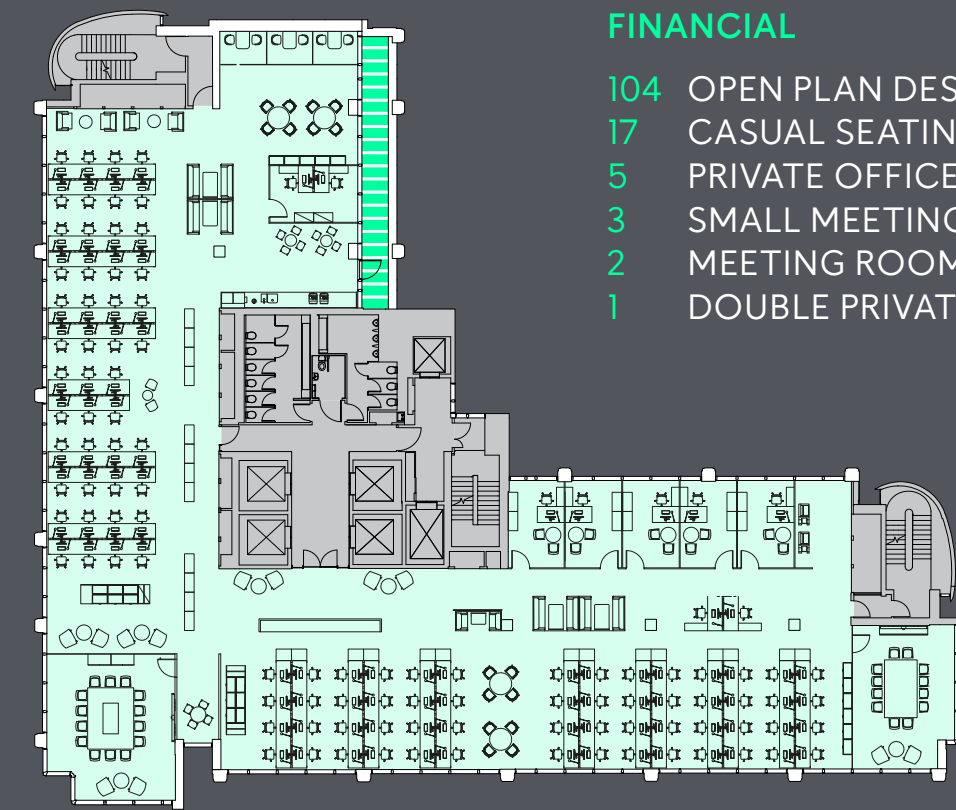 FINANCIAL
104 OPEN PLAN DES
17 CASUAL SEATIN
5 PRIVATE OFFICE
3 SMALL MEETING
2 MEETING ROOM
1 DOUBLE PRIVAT